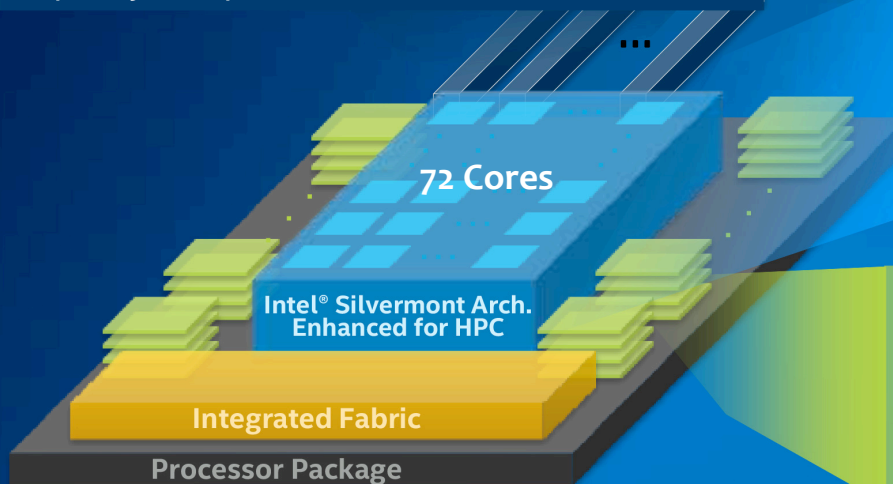 ...
72 Cores
Intel® Silvermont Arch.
Enhanced for HPC
Integrated Fabric
Processor Package